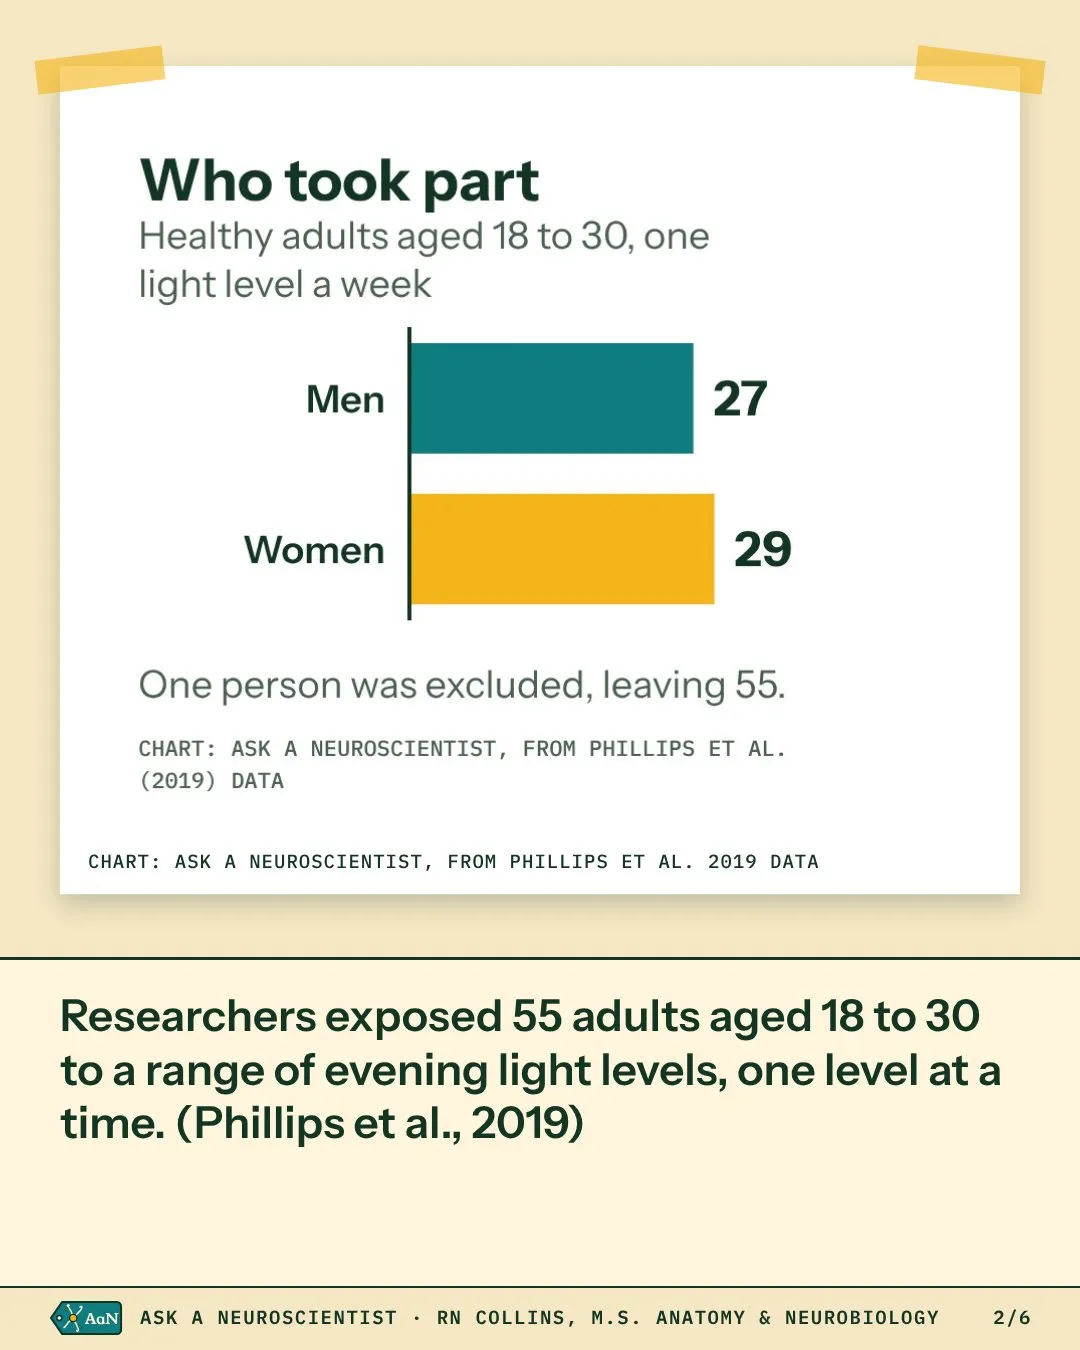 Who took part
Healthy adults aged 18 to 30, one
light level a week
Men 27
Women 29
One person was excluded, leaving 55.
CHART: ASK A NEUROSCIENTIST, FROM PHILLIPS ET AL.
(2019) DATA
CHART: ASK A NEUROSCIENTIST, FROM PHILLIPS ET AL. 2019 DATA
Researchers exposed 55 adults aged 18 to 30
to a range of evening light levels, one level at a
time. (Phillips et al., 2019)
AaN ASK A NEUROSCIENTIST · RN COLLINS, M.S. ANATOMY & NEUROBIOLOGY 2/6